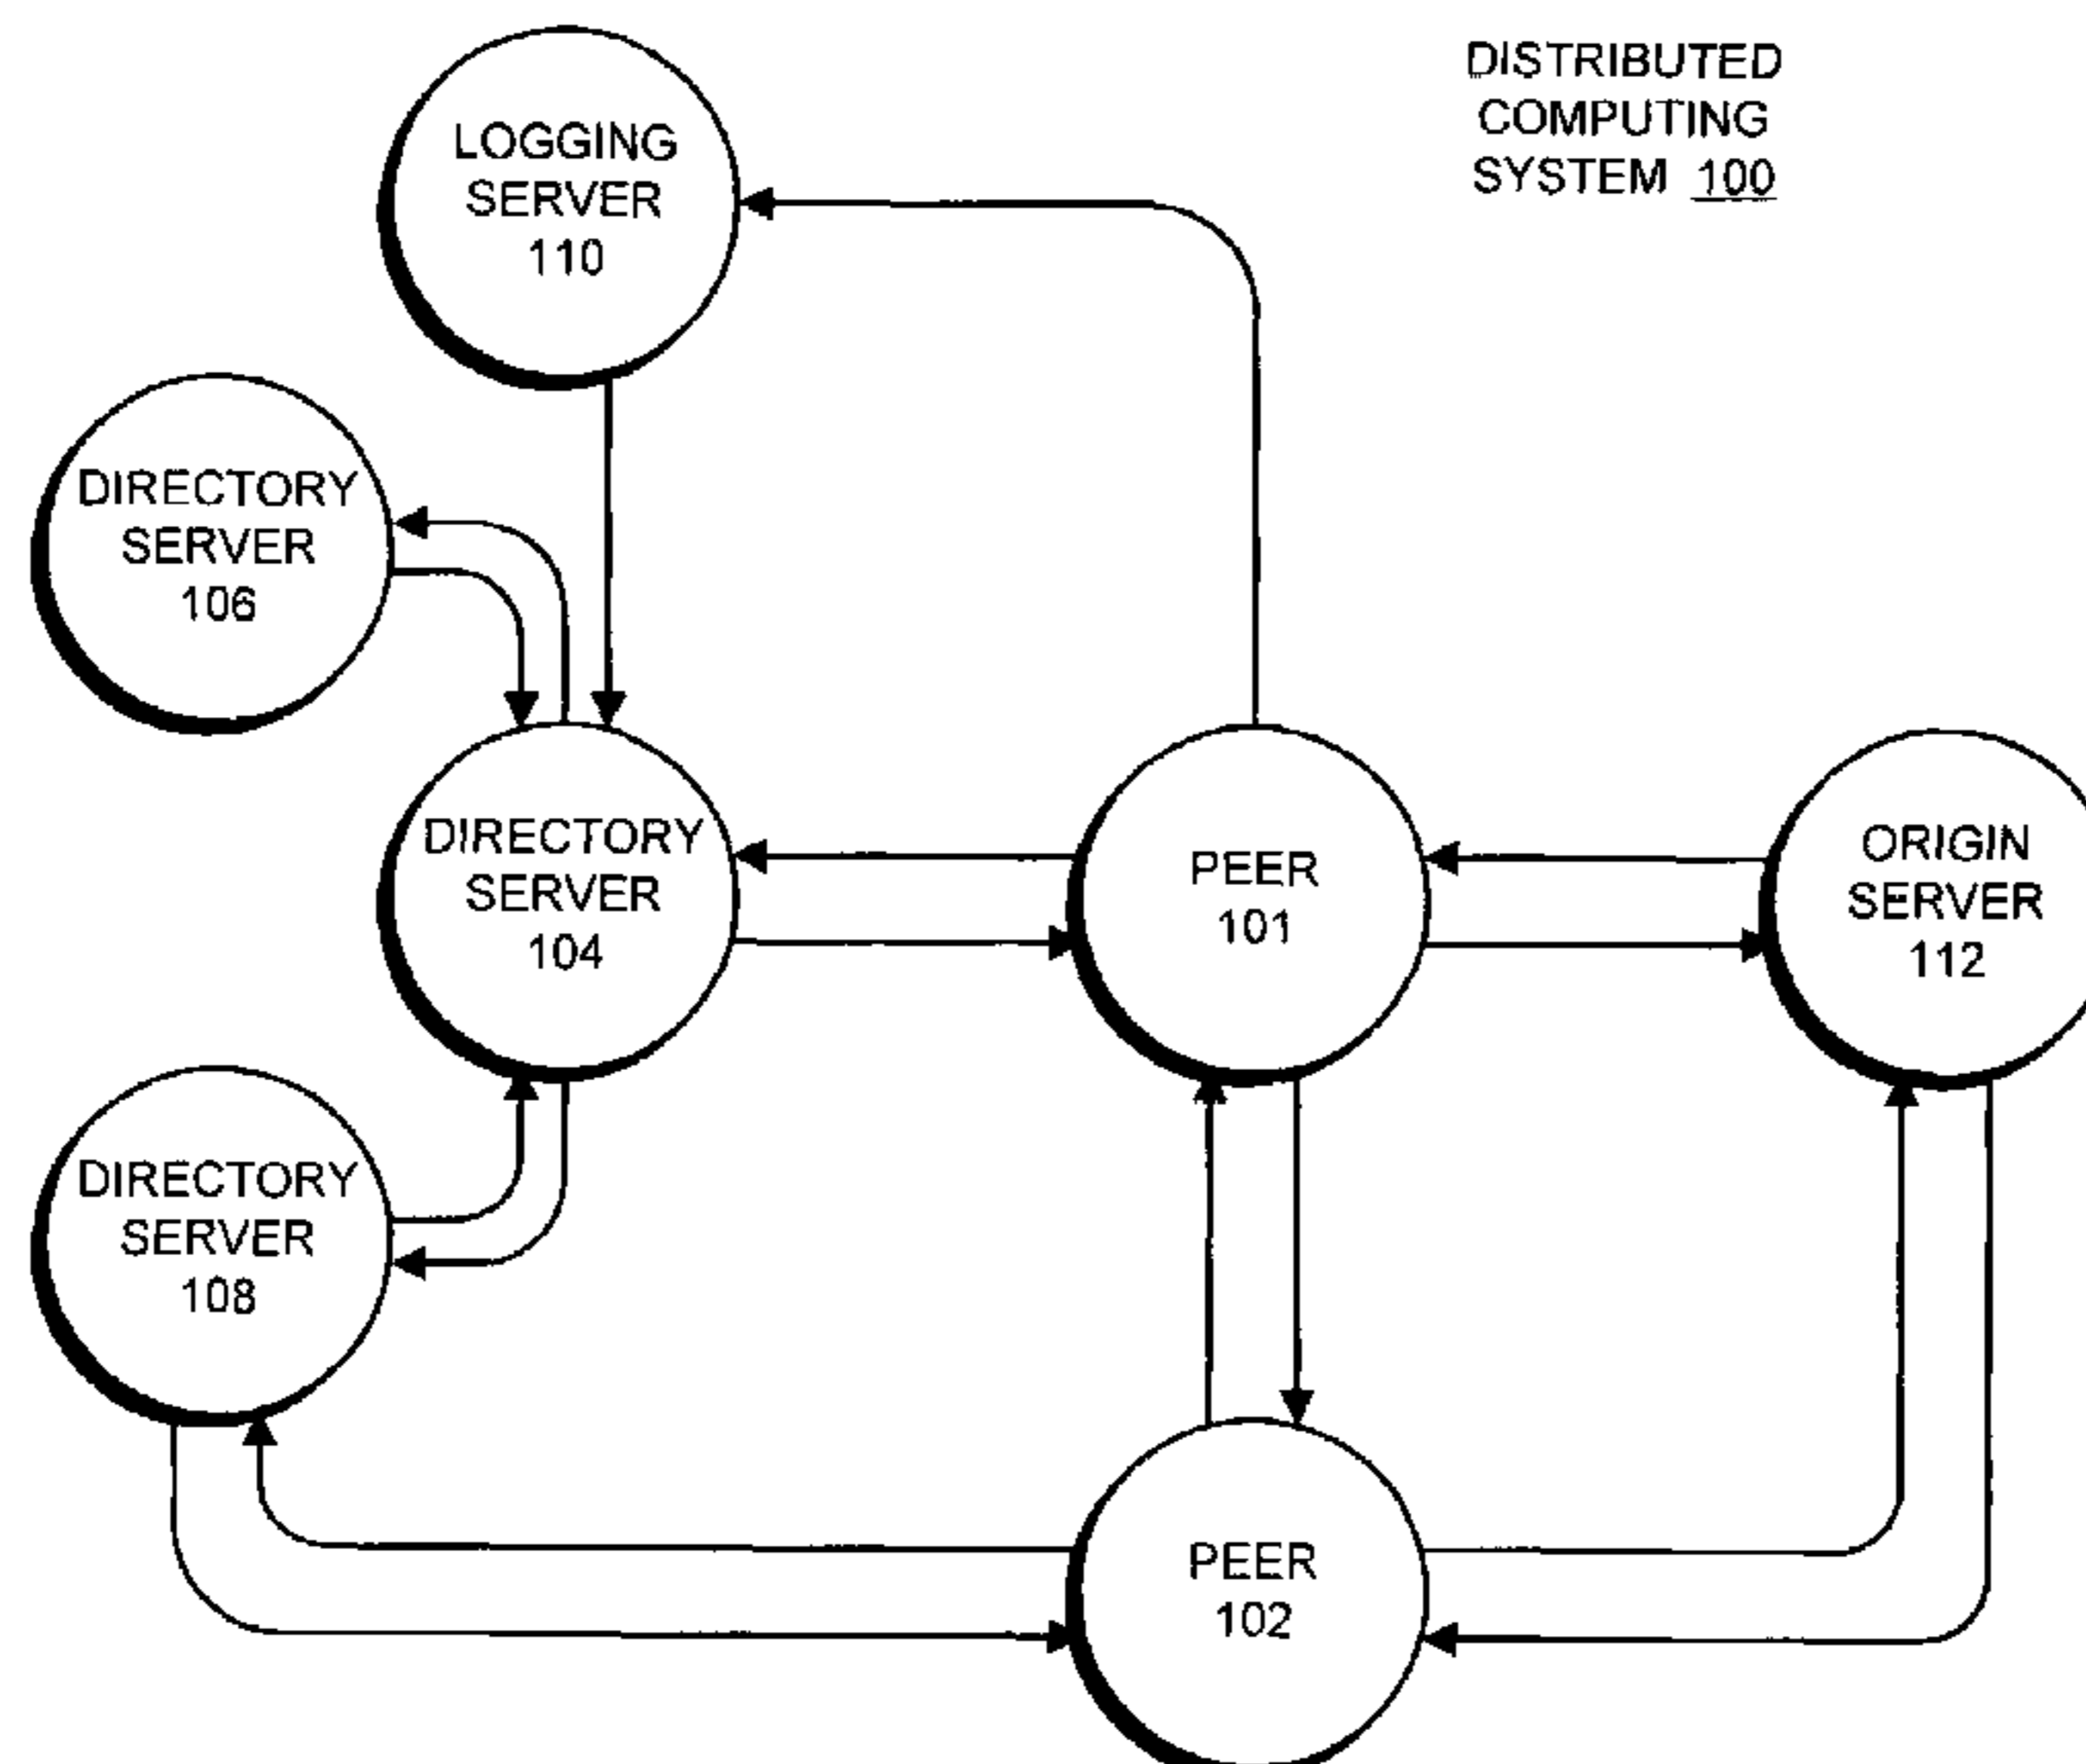 DISTRIBUTED
COMPUTING
SYSTEM 100
LOGGING
SERVER
110
DIRECTORY
SERVER
106
DIRECTORY
SERVER
104
PEER
101
ORIGIN
SERVER
112
DIRECTORY
SERVER
108
PEER
102